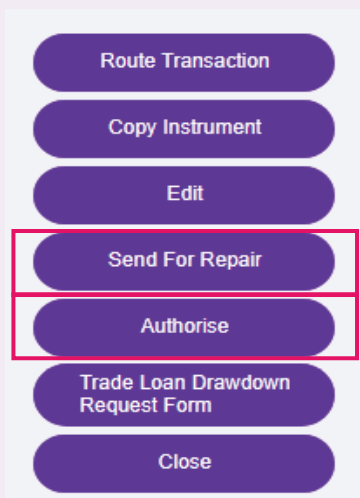 Route Transaction
Copy Instrument
Edit
Send For Repair
Authorise
Trade Loan Drawdown
Request Form
Close